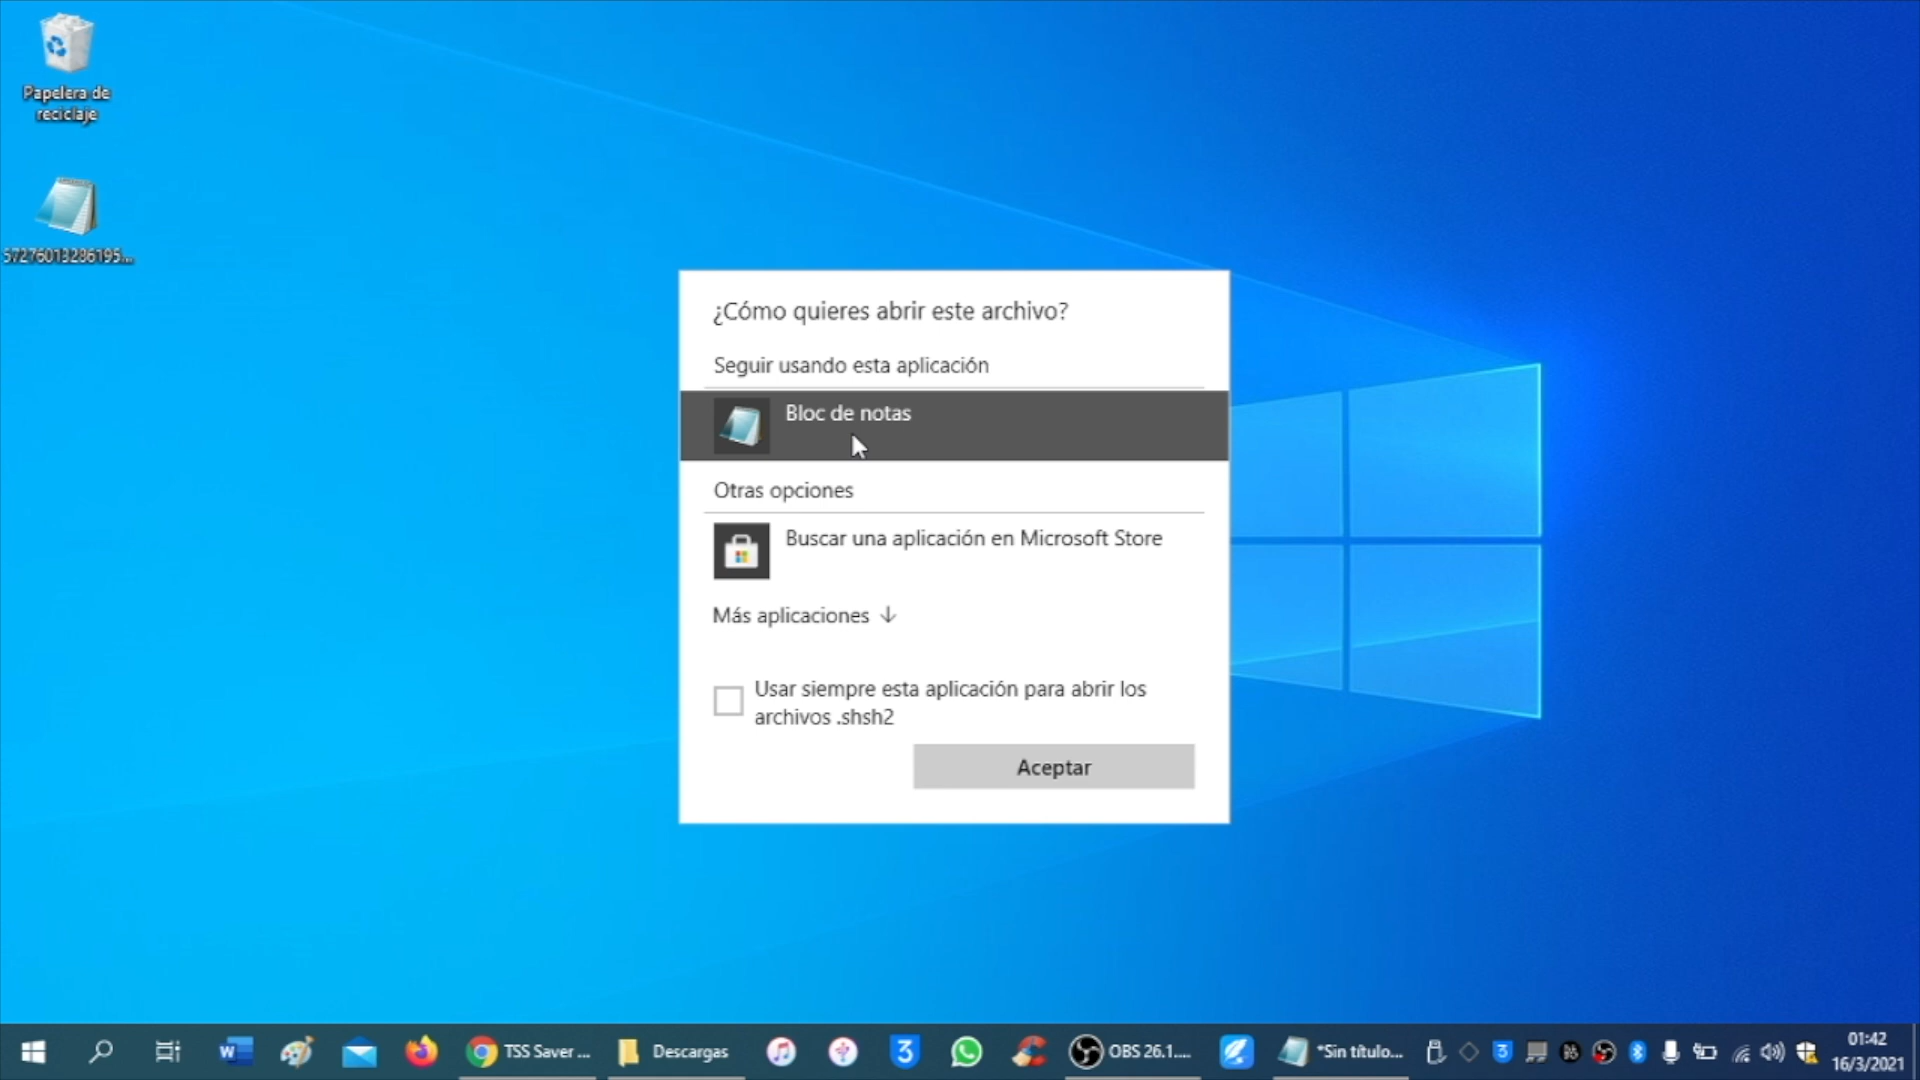 Papelera de
reciclaje
57276013286195...
¿Cómo quieres abrir este archivo?
Seguir usando esta aplicación
Bloc de notas
Otras opciones
Buscar una aplicación en Microsoft Store
Más aplicaciones
Usar siempre esta aplicación para abrir los
archivos .shsh2
Aceptar
TSS Saver ...
Descargas
OBS 26.1....
*Sin título...
01:42
16/3/2021